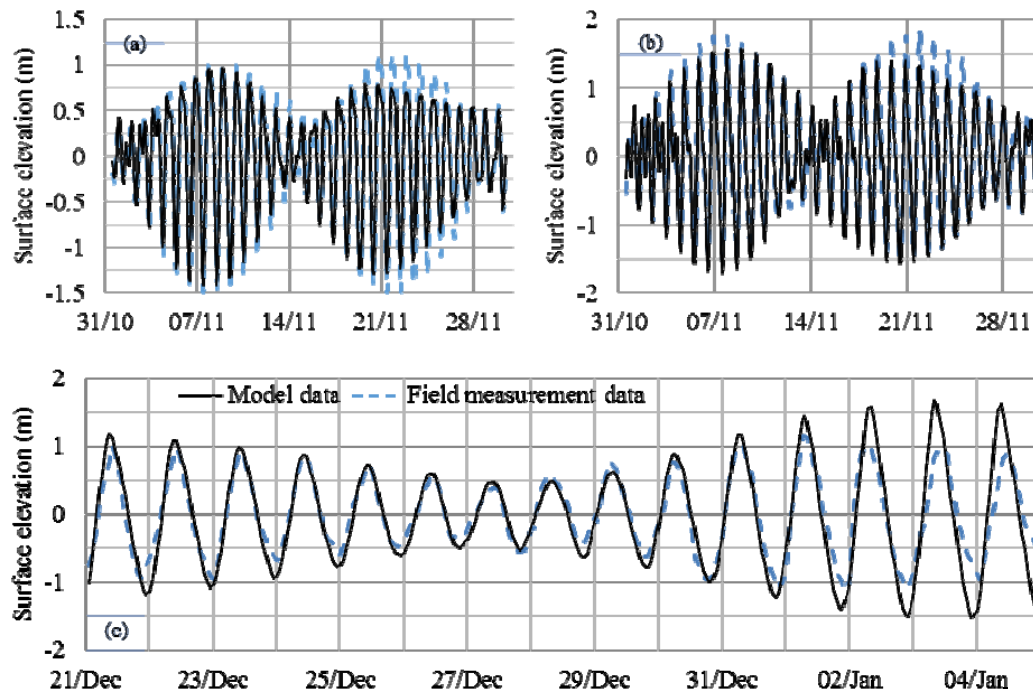 1.5
1
0.5
0
-0.5
-1
-1.5
Surface elevation (m)
(a)
31/10 07/11 14/11 21/11 28/11
2
1
0
-1
-2
Surface elevation (m)
(b)
31/10 07/11 14/11 21/11 28/11
2
1
0
-1
-2
Surface elevation (m)
Model data Field measurement data
(c)
21/Dec 23/Dec 25/Dec 27/Dec 29/Dec 31/Dec 02/Jan 04/Jan